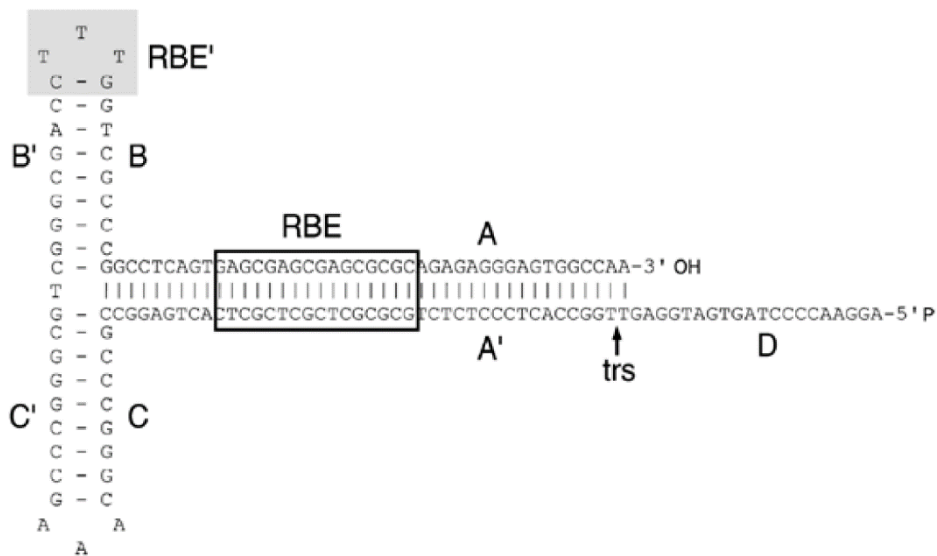 T
T T RBE'
C - G
C - G
A - T
B' G - C B
C - G
G - C
G - C
RBE A
G - C
C - GGCCTCAGTGAGCGAGCGAGCGCGCAGAGAGGGAGTGGCCAA-3' OH
T
G - CCGGAGTCACTCGCTCGCTCGCGCGTCTCTCCCTCACCGGTTGAGGTAGTGATCCCCAAGGA-5'P
C - G
A' D
G - C
trs
G - C
G - C
C' C - G C
C - G
C - G
G - C
A A
A